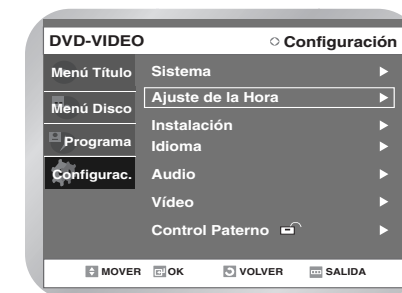 DVD-VIDEO
Configuración
Menú Título
Menú Disco
Programa
Configurac.
Sistema
Ajuste de la Hora
Instalación
Idioma
Audio
Vídeo
Control Paterno
MOVER OK VOLVER SALIDA